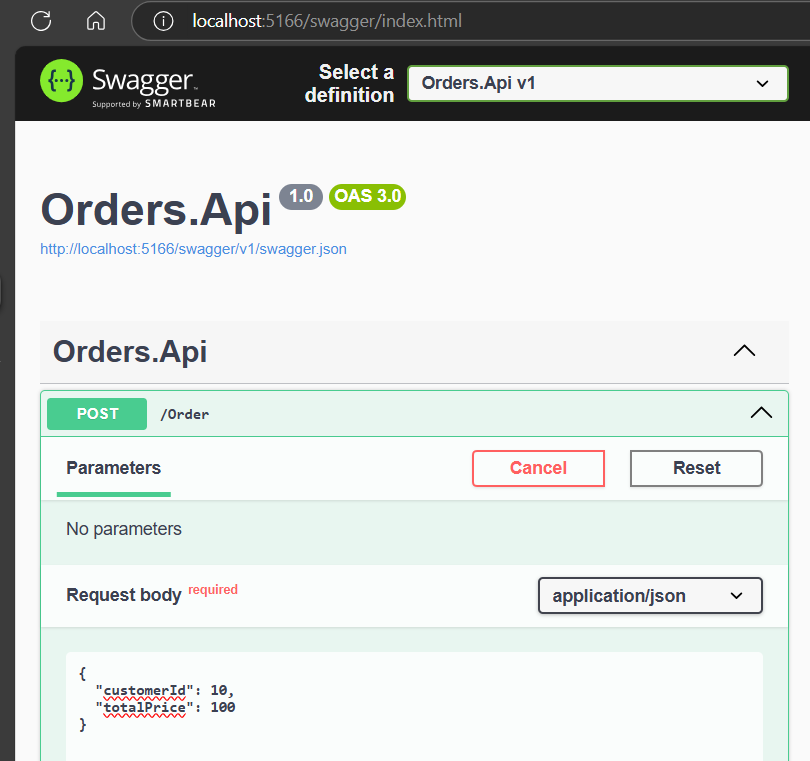 localhost:5166/swagger/index.html
{···} Swagger™
Supported by SMARTBEAR
Select a definition
Orders.Api v1
Orders.Api 1.0 OAS 3.0
http://localhost:5166/swagger/v1/swagger.json
Orders.Api
POST /Order
Parameters
Cancel
Reset
No parameters
Request body required
application/json
{
"customerId": 10,
"totalPrice": 100
}